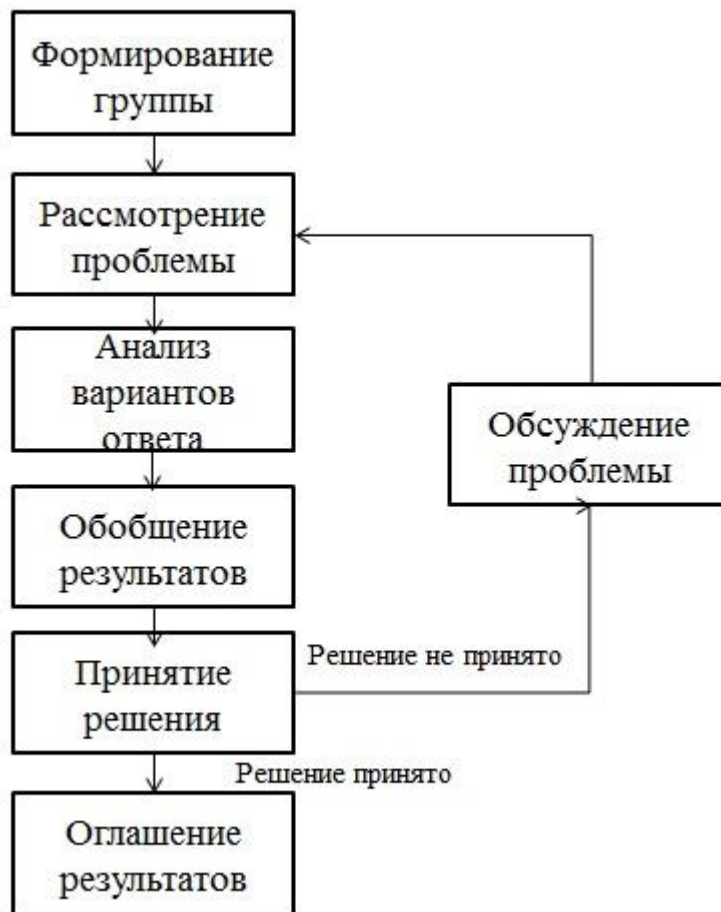 Формирование
группы
Рассмотрение
проблемы
Анализ
вариантов
ответа
Обсуждение
проблемы
Обобщение
результатов
Принятие
решения
Решение не принято
Решение принято
Оглашение
результатов